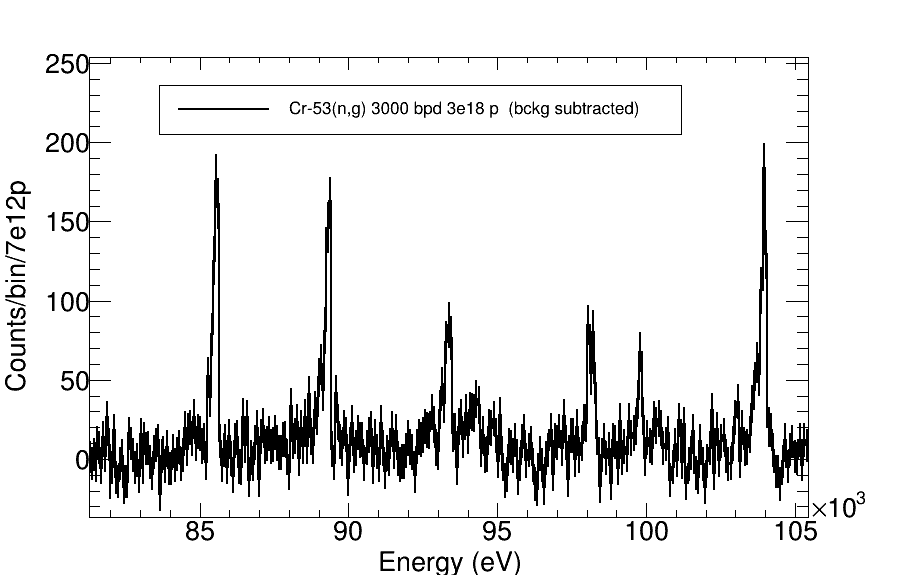 Cr-53(n,g) 3000 bpd 3e18 p (bckg subtracted)
Counts/bin/7e12p
250
200
150
100
50
0
85 90 95 100 105
×10³
Energy (eV)